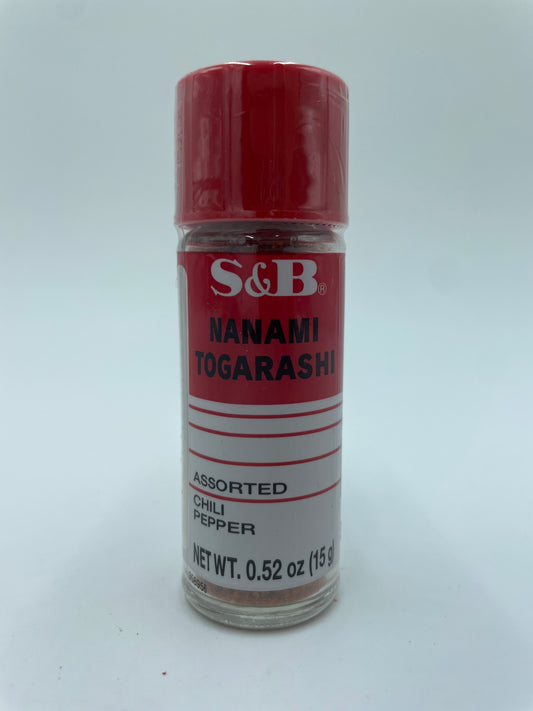 S&B®
NANAMI
TOGARASHI
ASSORTED
CHILI
PEPPER
NET WT. 0.52 oz (15 g)